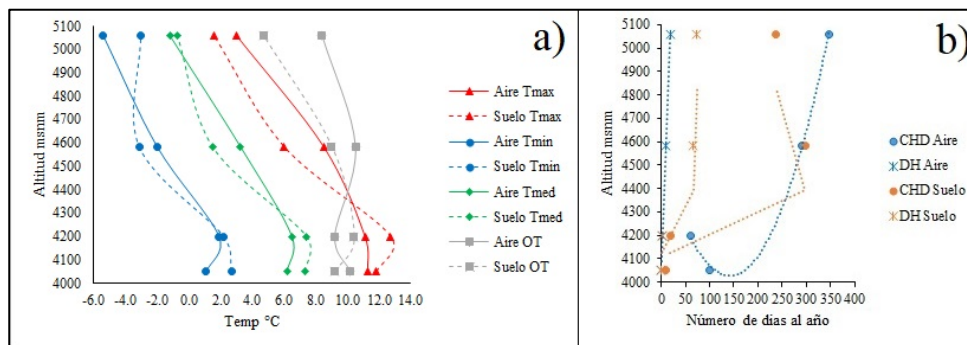 a)
Altitud msnm
5100
5000
4900
4800
4700
4600
4500
4400
4300
4200
4100
4000
-6.0 -4.0 -2.0 0.0 2.0 4.0 6.0 8.0 10.0 12.0 14.0
Temp °C
Aire Tmax
Suelo Tmax
Aire Tmin
Suelo Tmin
Aire Tmed
Suelo Tmed
Aire OT
Suelo OT
b)
Altitud msnm
5100
5000
4900
4800
4700
4600
4500
4400
4300
4200
4100
4000
0 50 100 150 200 250 300 350 400
Número de dias al año
CHD Aire
DH Aire
CHD Suelo
DH Suelo